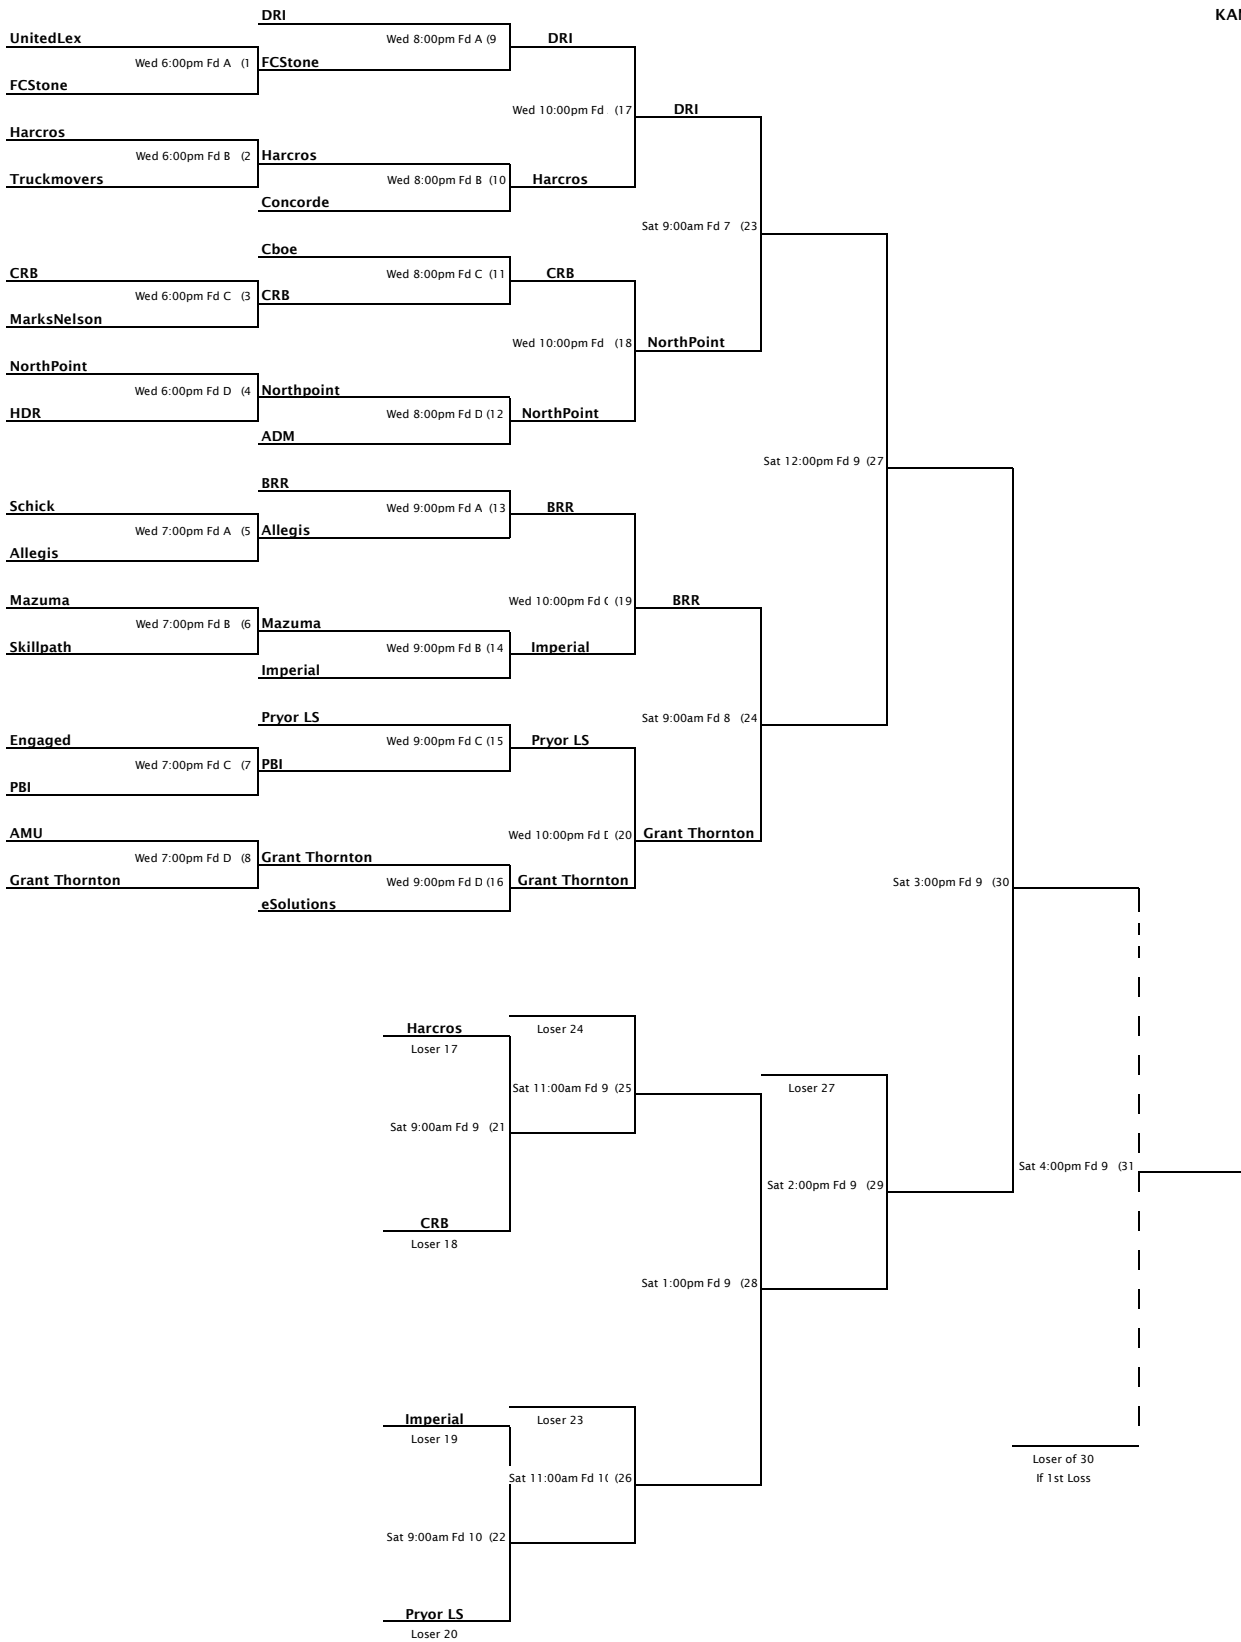 DRI
KAN
UnitedLex
Wed 8:00pm Fd A (9
DRI
Wed 6:00pm Fd A (1
FCStone
FCStone
Wed 10:00pm Fd (17
DRI
Harcros
Wed 6:00pm Fd B (2
Harcros
Truckmovers
Wed 8:00pm Fd B (10
Harcros
Concorde
Sat 9:00am Fd 7 (23
Cboe
CRB
Wed 8:00pm Fd C (11
CRB
Wed 6:00pm Fd C (3
CRB
MarksNelson
Wed 10:00pm Fd (18
NorthPoint
NorthPoint
Wed 6:00pm Fd D (4
Northpoint
HDR
Wed 8:00pm Fd D (12
NorthPoint
ADM
Sat 12:00pm Fd 9 (27
BRR
Schick
Wed 9:00pm Fd A (13
BRR
Wed 7:00pm Fd A (5
Allegis
Allegis
Mazuma
Wed 10:00pm Fd C (19
BRR
Wed 7:00pm Fd B (6
Mazuma
Skillpath
Wed 9:00pm Fd B (14
Imperial
Imperial
Pryor LS
Sat 9:00am Fd 8 (24
Engaged
Wed 9:00pm Fd C (15
Pryor LS
Wed 7:00pm Fd C (7
PBI
PBI
AMU
Wed 10:00pm Fd D (20
Grant Thornton
Wed 7:00pm Fd D (8
Grant Thornton
Grant Thornton
Wed 9:00pm Fd D (16
Grant Thornton
Sat 3:00pm Fd 9 (30
eSolutions
Harcros
Loser 24
Loser 17
Sat 11:00am Fd 9 (25
Loser 27
Sat 9:00am Fd 9 (21
Sat 4:00pm Fd 9 (31
Sat 2:00pm Fd 9 (29
CRB
Loser 18
Sat 1:00pm Fd 9 (28
Imperial
Loser 23
Loser 19
Loser of 30
Sat 11:00am Fd 10 (26
If 1st Loss
Sat 9:00am Fd 10 (22
Pryor LS
Loser 20